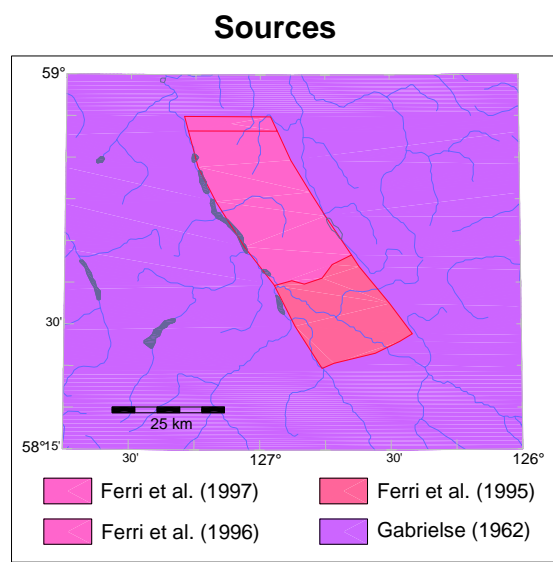 Sources
59°
30'
58°15'
30'
127°
30'
126°
25 km
Ferri et al. (1997)
Ferri et al. (1995)
Ferri et al. (1996)
Gabrielse (1962)